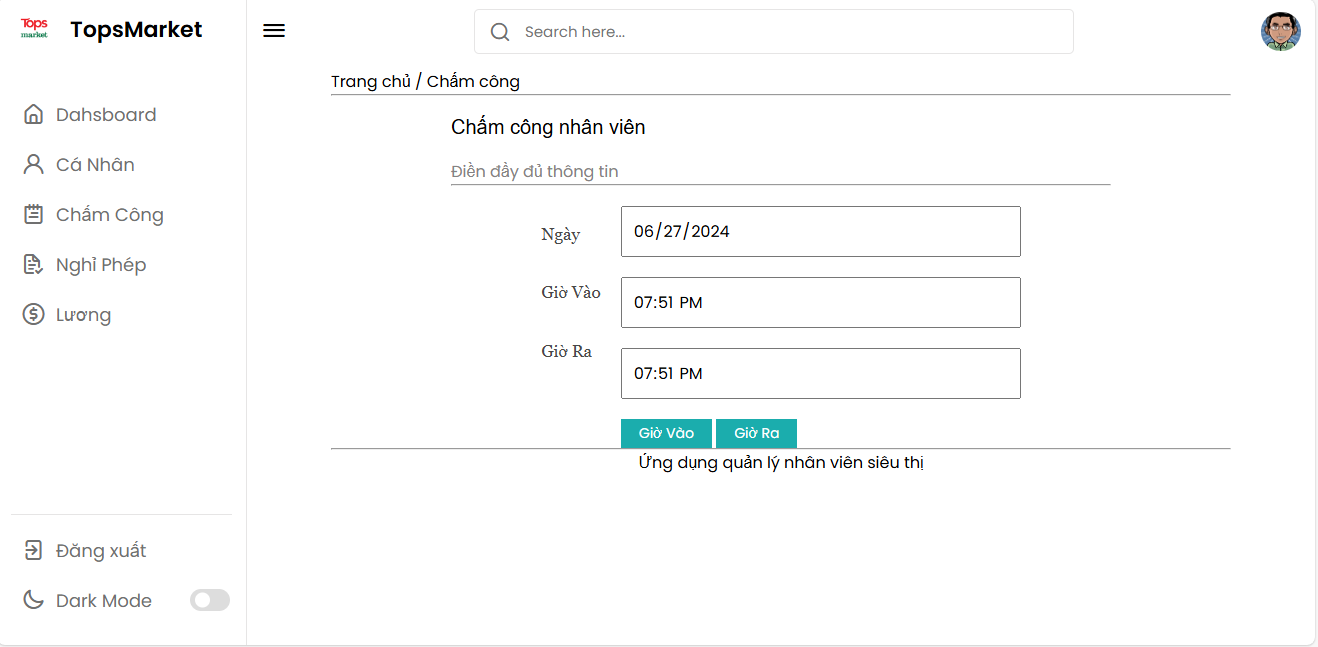 Tops
market
TopsMarket
Search here...
Dahsboard
Cá Nhân
Chấm Công
Nghỉ Phép
Lương
Đăng xuất
Dark Mode
Trang chủ / Chấm công
Chấm công nhân viên
Điền đầy đủ thông tin
Ngày
06/27/2024
Giờ Vào
07:51 PM
Giờ Ra
07:51 PM
Giờ Vào
Giờ Ra
Ứng dụng quản lý nhân viên siêu thị